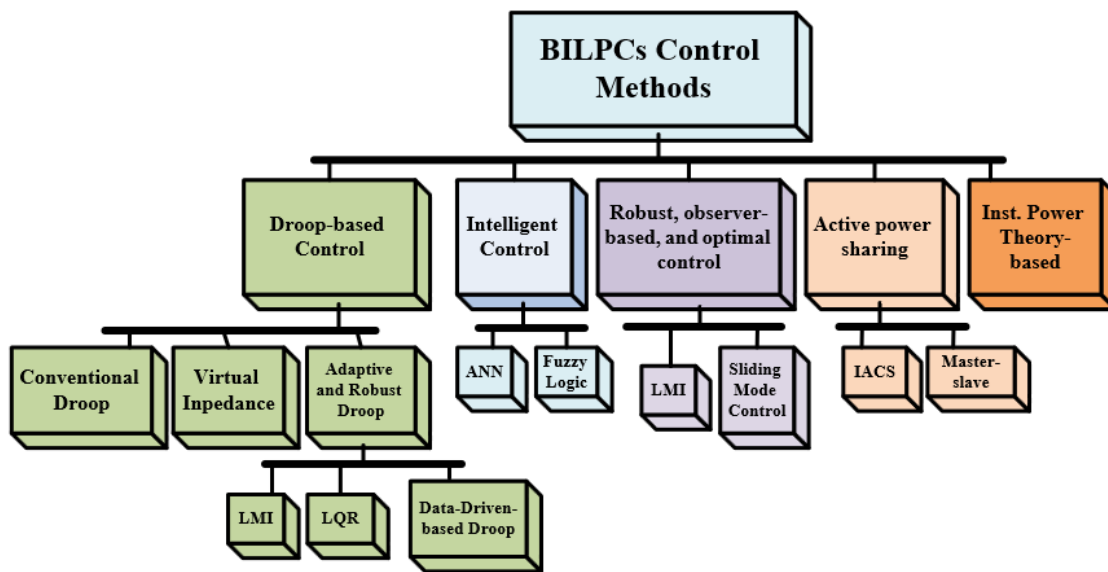 BILPCs Control
Methods
Droop-based
Control
Intelligent
Control
Robust, observer-
based, and optimal
control
Active power
sharing
Inst. Power
Theory-
based
Conventional
Droop
Virtual
Inpedance
Adaptive
and Robust
Droop
ANN
Fuzzy
Logic
LMI
Sliding
Mode
Control
IACS
Master-
slave
LMI
LQR
Data-Driven-
based Droop